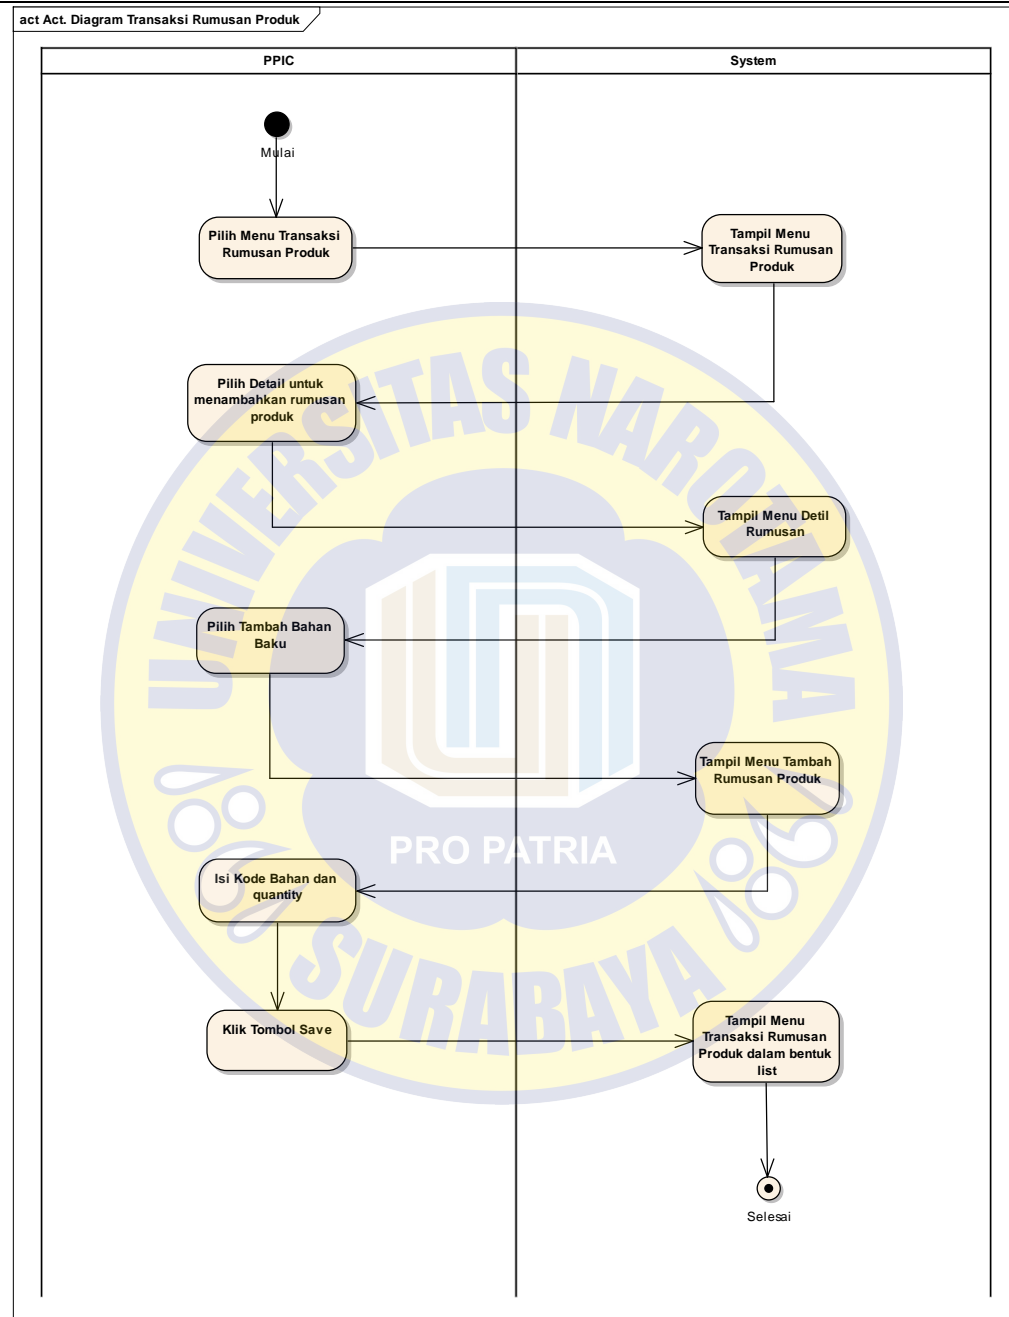 act Act. Diagram Transaksi Rumusan Produk
PPIC
System
Mulai
Pilih Menu Transaksi
Rumusan Produk
Tampil Menu
Transaksi Rumusan
Produk
Pilih Detail untuk
menambahkan rumusan
produk
Tampil Menu Detil
Rumusan
Pilih Tambah Bahan
Baku
Tampil Menu Tambah
Rumusan Produk
Isi Kode Bahan dan
quantity
Klik Tombol Save
Tampil Menu
Transaksi Rumusan
Produk dalam bentuk
list
Selesai
UNIVERSITAS NAROTAMA
PRO PATRIA
SURABAYA